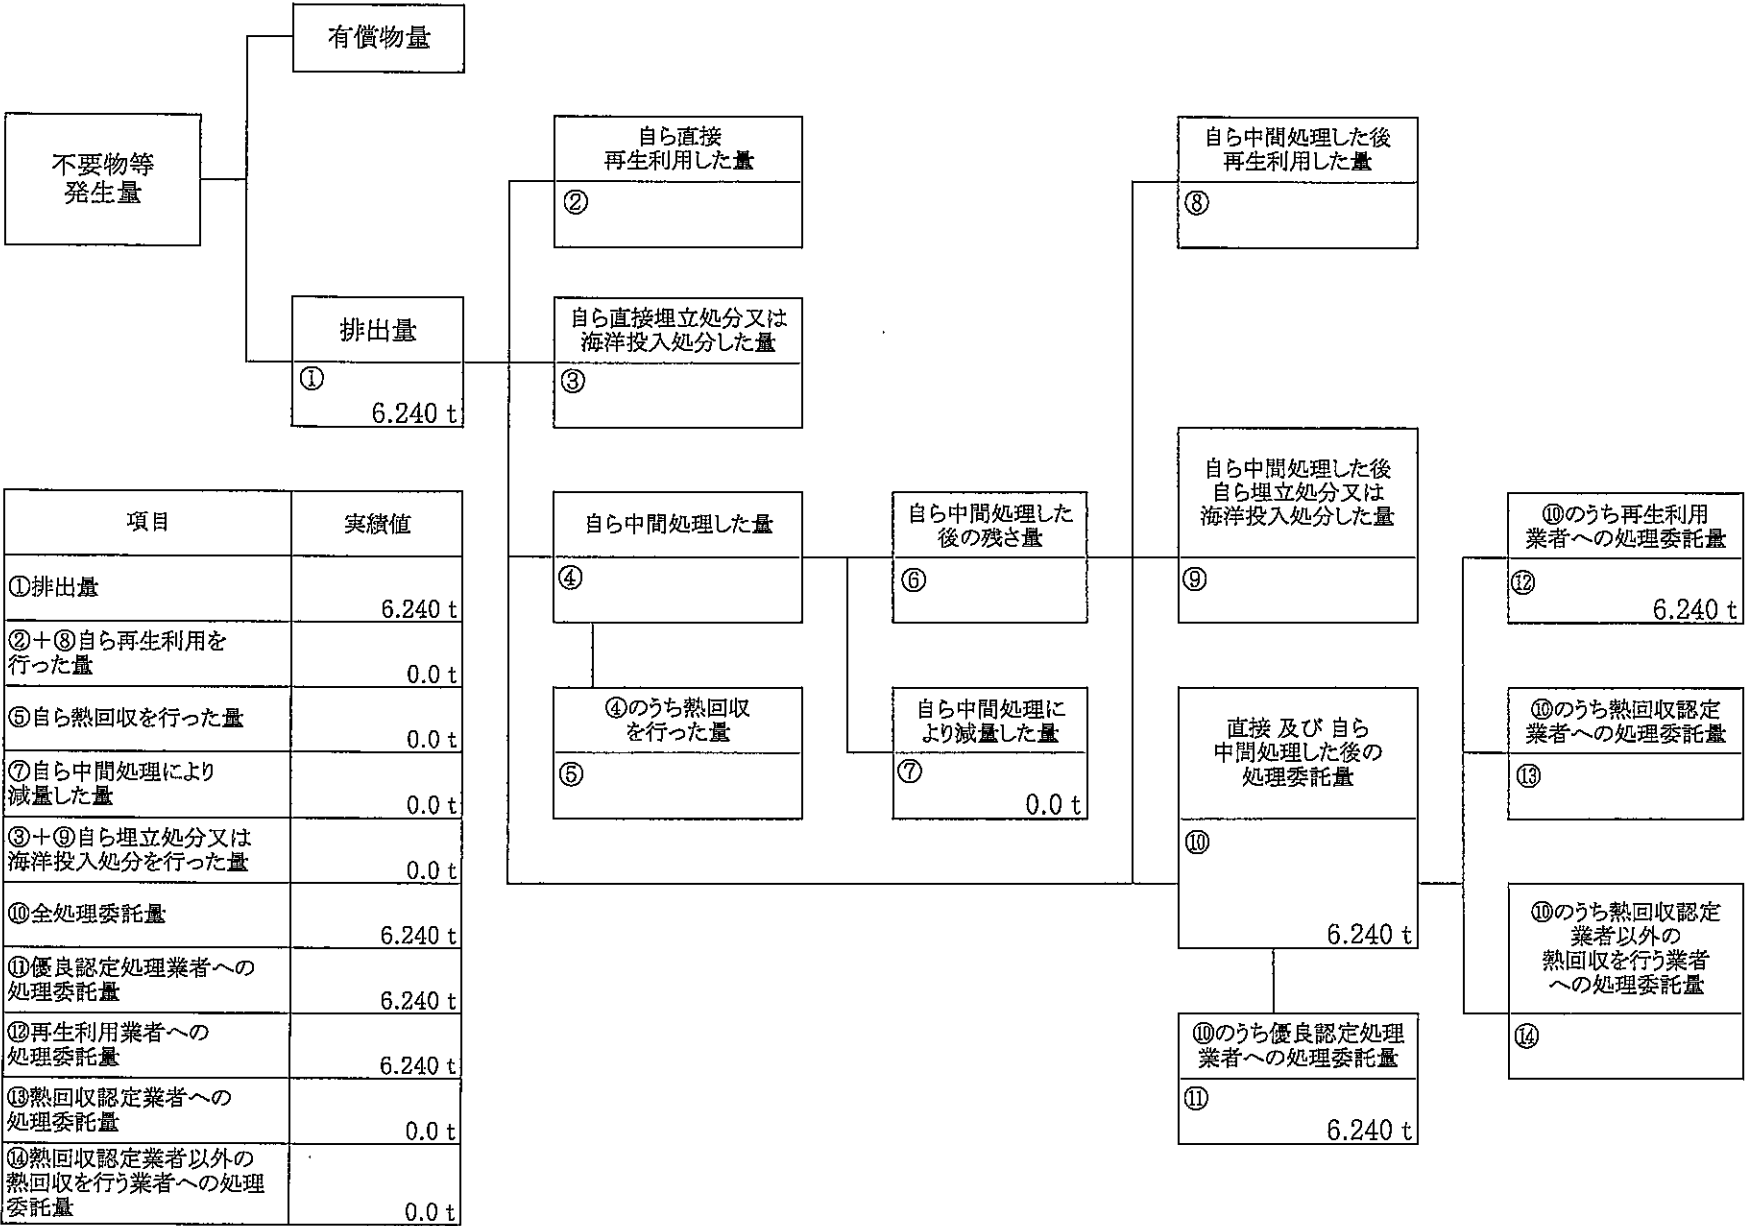 有償物量
不要物等
発生量
自ら直接
再生利用した量
②
自ら中間処理した後
再生利用した量
⑧
排出量
①
6.240 t
自ら直接埋立処分又は
海洋投入処分した量
③
自ら中間処理した量
④
自ら中間処理した
後の残さ量
⑥
自ら中間処理した後
自ら埋立処分又は
海洋投入処分した量
⑨
⑩のうち再生利用
業者への処理委託量
⑫
6.240 t
④のうち熱回収
を行った量
⑤
自ら中間処理に
より減量した量
⑦
0.0 t
直接 及び 自ら
中間処理した後の
処理委託量
⑩
6.240 t
⑩のうち熱回収認定
業者への処理委託量
⑬
⑩のうち熱回収認定
業者以外の
熱回収を行う業者
への処理委託量
⑭
⑩のうち優良認定処理
業者への処理委託量
⑪
6.240 t
項目 実績値
①排出量
6.240 t
②+⑧自ら再生利用を
行った量
0.0 t
⑤自ら熱回収を行った量
0.0 t
⑦自ら中間処理により
減量した量
0.0 t
③+⑨自ら埋立処分又は
海洋投入処分を行った量
0.0 t
⑩全処理委託量
6.240 t
⑪優良認定処理業者への
処理委託量
6.240 t
⑫再生利用業者への
処理委託量
6.240 t
⑬熱回収認定業者への
処理委託量
0.0 t
⑭熱回収認定業者以外の
熱回収を行う業者への処理
委託量
0.0 t